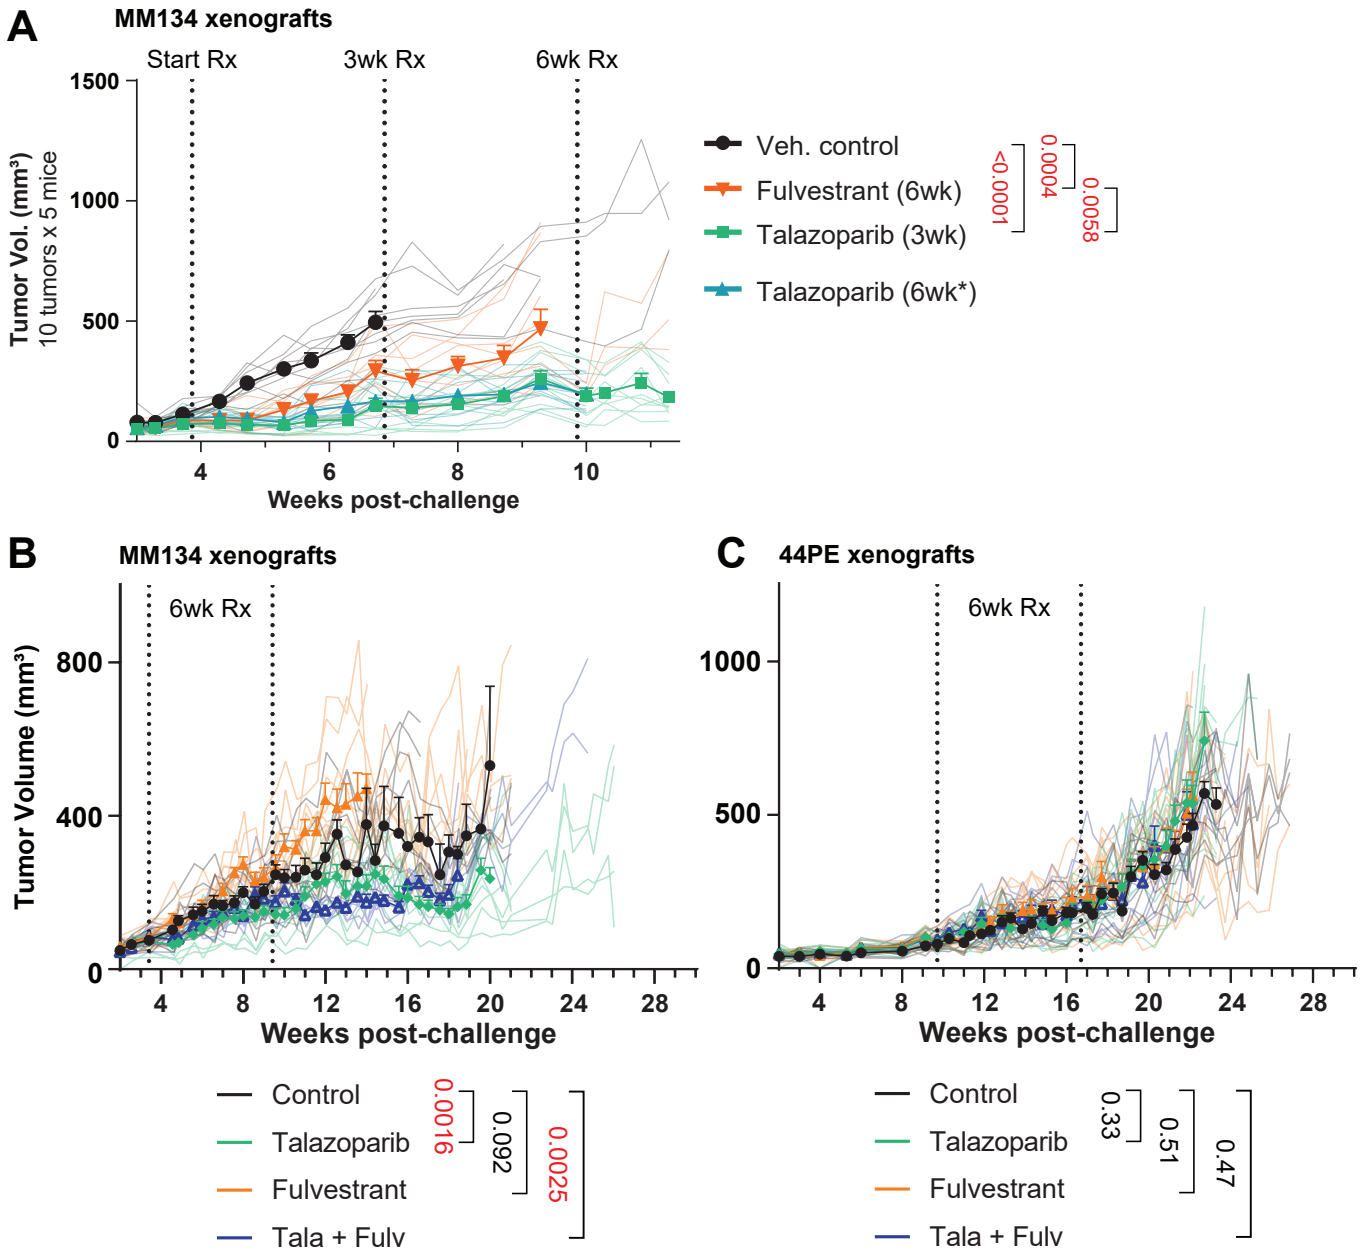 A
MM134 xenografts
Start Rx
3wk Rx
6wk Rx
1500
1000
500
0
Tumor Vol. (mm³)
10 tumors x 5 mice
4
6
8
10
Weeks post-challenge
Veh. control
Fulvestrant (6wk)
Talazoparib (3wk)
Talazoparib (6wk*)
<0.0001
0.0004
0.0058
B
MM134 xenografts
6wk Rx
800
400
0
Tumor Volume (mm³)
4
8
12
16
20
24
28
Weeks post-challenge
Control
Talazoparib
Fulvestrant
Tala + Fulv
0.0016
0.092
0.0025
C
44PE xenografts
6wk Rx
1000
500
0
4
8
12
16
20
24
28
Weeks post-challenge
Control
Talazoparib
Fulvestrant
Tala + Fulv
0.33
0.51
0.47